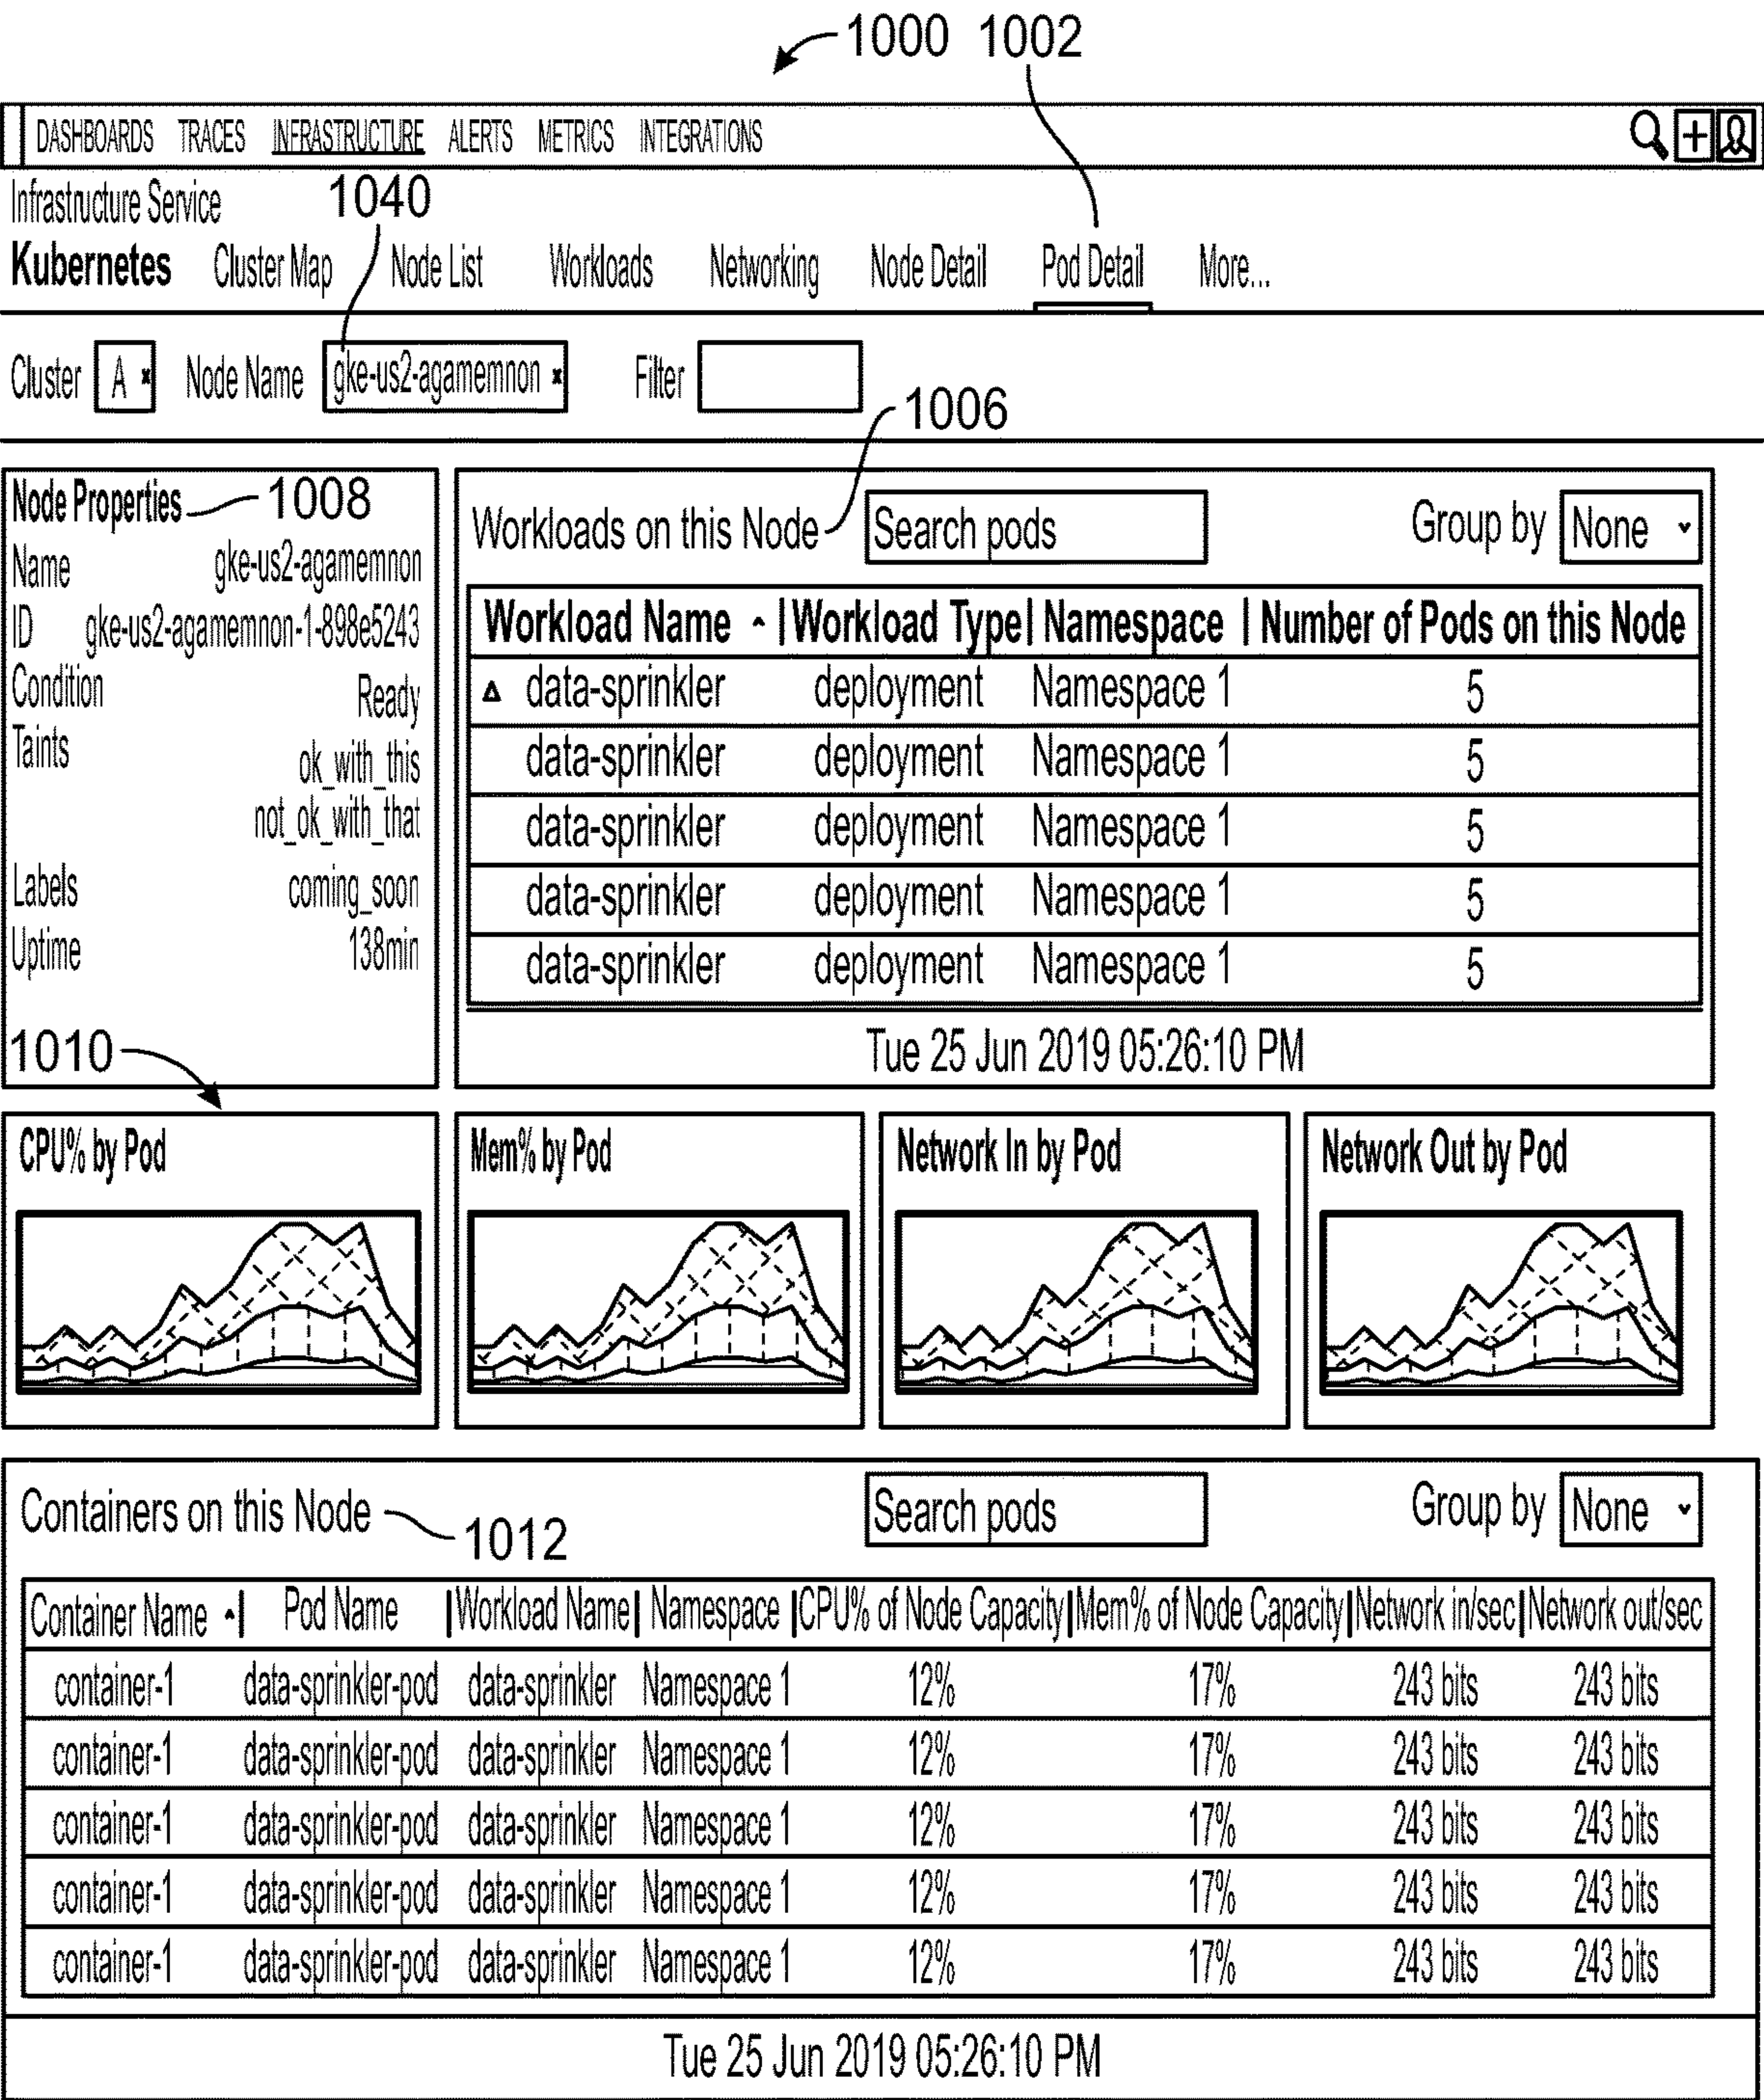 1000 1002
DASHBOARDS TRACES INFRASTRUCTURE ALERTS METRICS INTEGRATIONS
Infrastructure Service 1040
Kubernetes Cluster Map Node List Workloads Networking Node Detail Pod Detail More...
Cluster A × Node Name gke-us2-agamemnon × Filter
1006
Node Properties 1008
Name gke-us2-agamemnon
ID gke-us2-agamemnon-1-898e5243
Condition Ready
Taints ok_with_this
not_ok_with_that
Labels coming_soon
Uptime 138min
1010
Workloads on this Node Search pods Group by None
Workload Name | Workload Type | Namespace | Number of Pods on this Node
data-sprinkler deployment Namespace 1 5
data-sprinkler deployment Namespace 1 5
data-sprinkler deployment Namespace 1 5
data-sprinkler deployment Namespace 1 5
data-sprinkler deployment Namespace 1 5
Tue 25 Jun 2019 05:26:10 PM
CPU% by Pod Mem% by Pod Network In by Pod Network Out by Pod
Containers on this Node 1012 Search pods Group by None
Container Name | Pod Name | Workload Name | Namespace | CPU% of Node Capacity | Mem% of Node Capacity | Network in/sec | Network out/sec
container-1 data-sprinkler-pod data-sprinkler Namespace 1 12% 17% 243 bits 243 bits
container-1 data-sprinkler-pod data-sprinkler Namespace 1 12% 17% 243 bits 243 bits
container-1 data-sprinkler-pod data-sprinkler Namespace 1 12% 17% 243 bits 243 bits
container-1 data-sprinkler-pod data-sprinkler Namespace 1 12% 17% 243 bits 243 bits
container-1 data-sprinkler-pod data-sprinkler Namespace 1 12% 17% 243 bits 243 bits
Tue 25 Jun 2019 05:26:10 PM